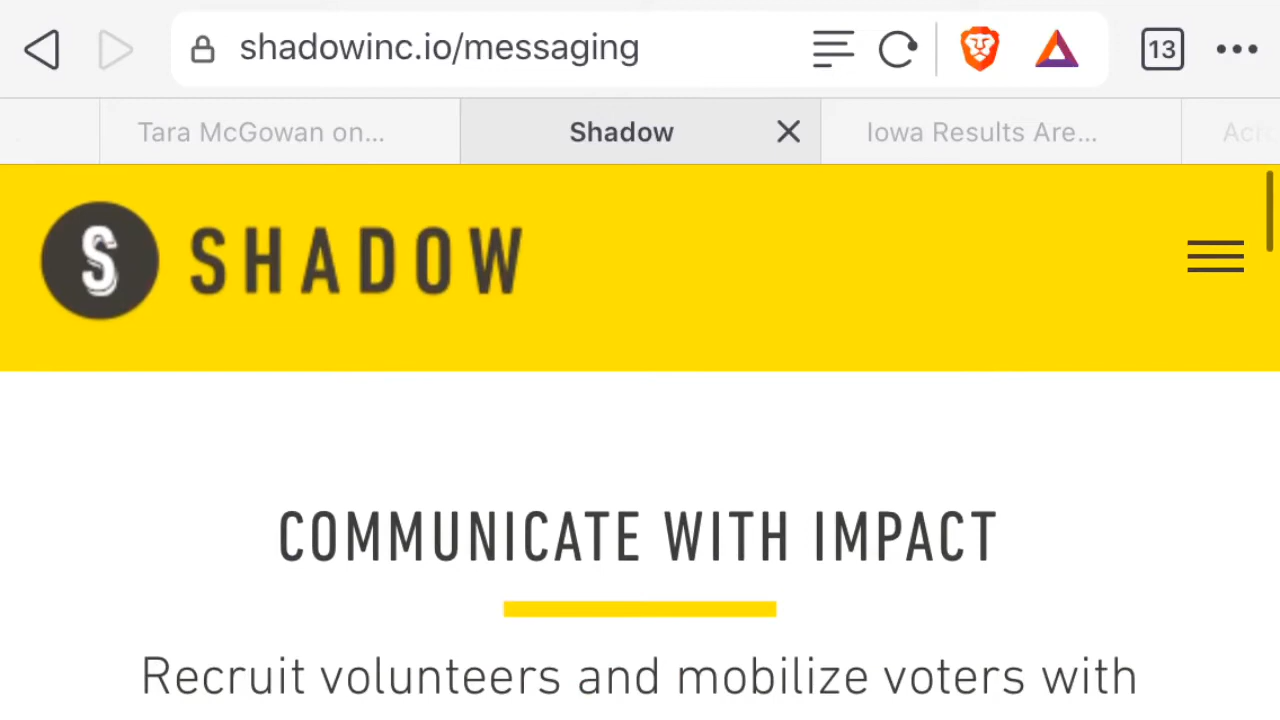 shadowinc.io/messaging
13
Tara McGowan on...
Shadow
Iowa Results Are...
S SHADOW
COMMUNICATE WITH IMPACT
Recruit volunteers and mobilize voters with